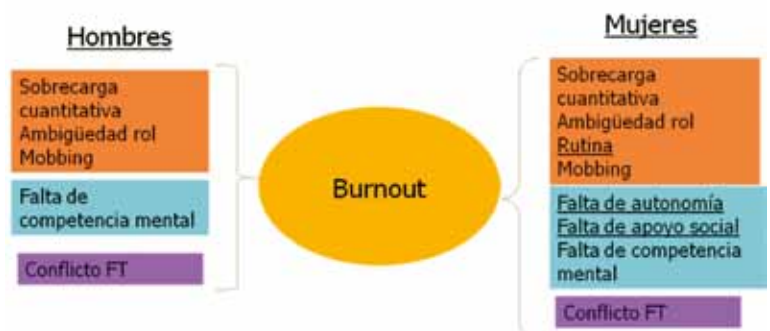 Hombres
Sobrecarga
cuantitativa
Ambigüedad rol
Mobbing
Falta de
competencia mental
Conflicto FT
Burnout
Mujeres
Sobrecarga
cuantitativa
Ambigüedad rol
Rutina
Mobbing
Falta de autonomía
Falta de apoyo social
Falta de competencia
mental
Conflicto FT